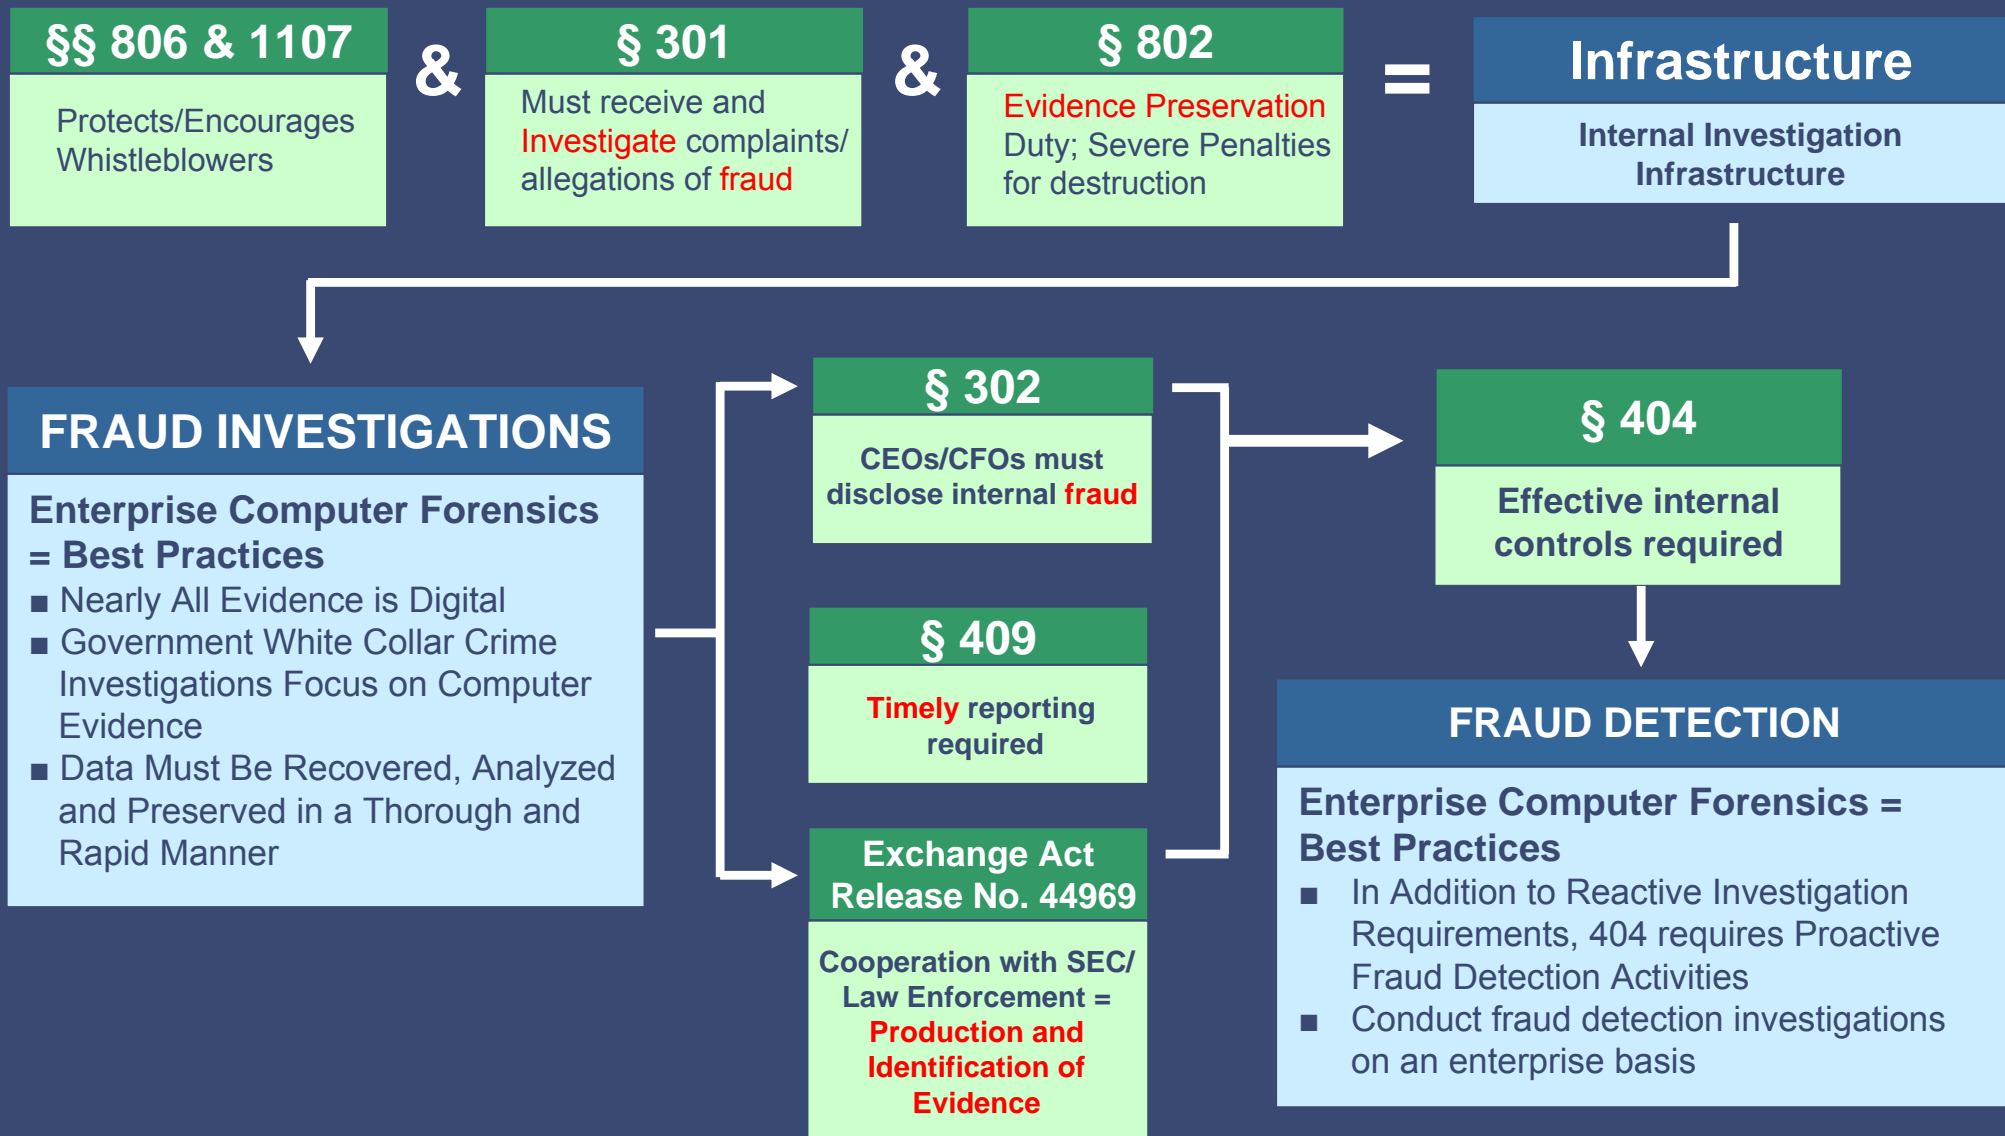 §§ 806 & 1107
Protects/Encourages
Whistleblowers
&
§ 301
Must receive and
Investigate complaints/
allegations of fraud
&
§ 802
Evidence Preservation
Duty; Severe Penalties
for destruction
=
Infrastructure
Internal Investigation
Infrastructure
FRAUD INVESTIGATIONS
Enterprise Computer Forensics
= Best Practices
■ Nearly All Evidence is Digital
■ Government White Collar Crime
Investigations Focus on Computer
Evidence
■ Data Must Be Recovered, Analyzed
and Preserved in a Thorough and
Rapid Manner
§ 302
CEOs/CFOs must
disclose internal fraud
§ 409
Timely reporting
required
Exchange Act
Release No. 44969
Cooperation with SEC/
Law Enforcement =
Production and
Identification of
Evidence
§ 404
Effective internal
controls required
FRAUD DETECTION
Enterprise Computer Forensics =
Best Practices
■ In Addition to Reactive Investigation
Requirements, 404 requires Proactive
Fraud Detection Activities
■ Conduct fraud detection investigations
on an enterprise basis